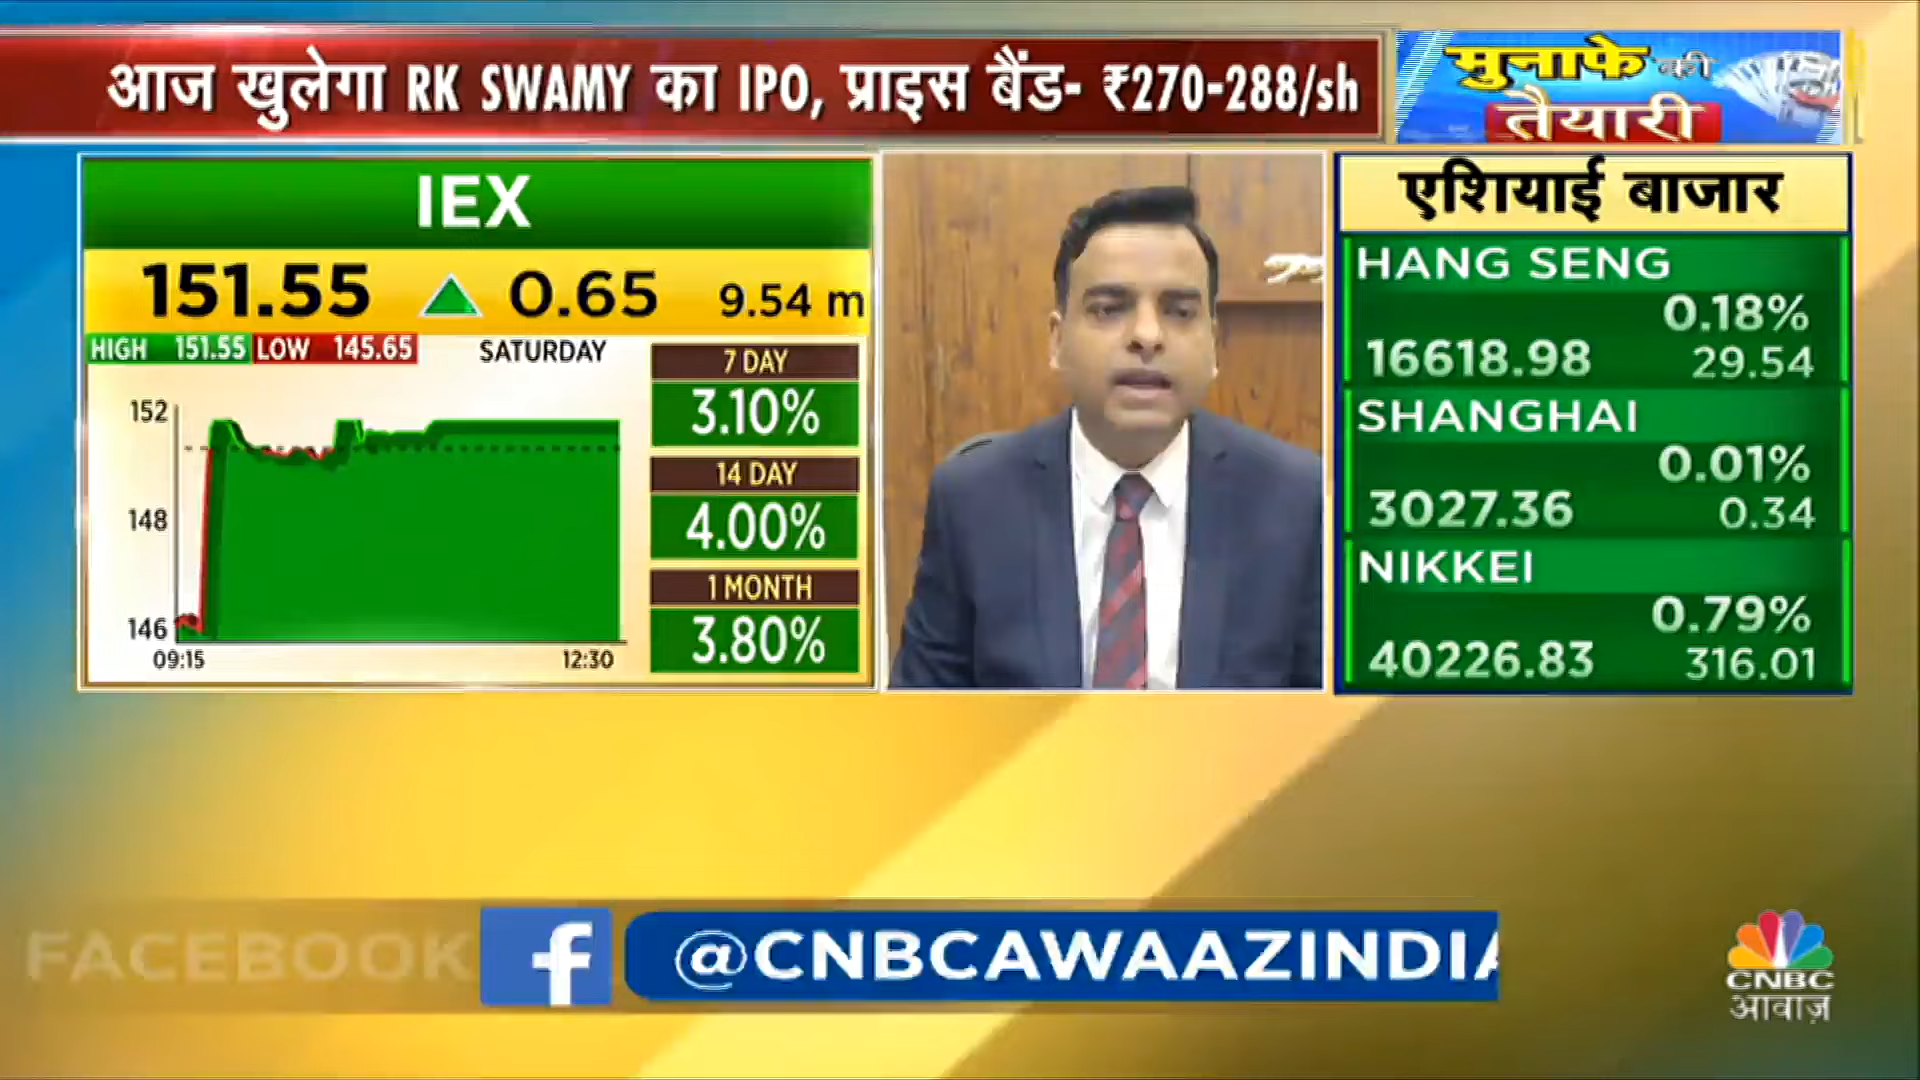 आज खुलेगा RK SWAMY का IPO, प्राइस बैंड- ₹270-288/sh
मुनाफे की
तैयारी
IEX
151.55 ▲ 0.65 9.54 m
HIGH 151.55 LOW 145.65 SATURDAY
152
148
146
09:15 12:30
7 DAY
3.10%
14 DAY
4.00%
1 MONTH
3.80%
एशियाई बाजार
HANG SENG
0.18%
16618.98 29.54
SHANGHAI
0.01%
3027.36 0.34
NIKKEI
0.79%
40226.83 316.01
FACEBOOK f @CNBCAWAAZINDIA
CNBC
आवाज़